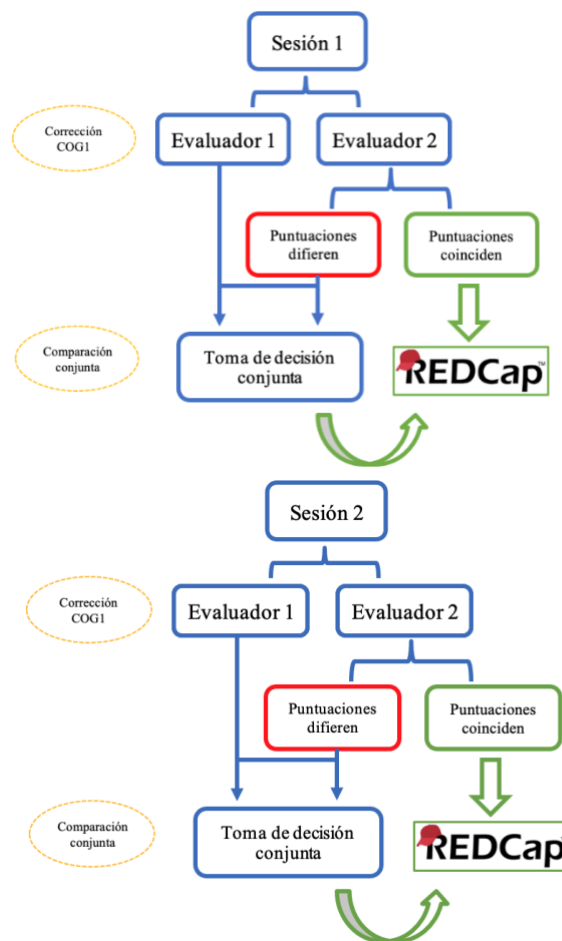 Sesión 1
Corrección
COG1
Evaluador 1
Evaluador 2
Puntuaciones
difieren
Puntuaciones
coinciden
Comparación
conjunta
Toma de decisión
conjunta
REDCap™
Sesión 2
Corrección
COG1
Evaluador 1
Evaluador 2
Puntuaciones
difieren
Puntuaciones
coinciden
Comparación
conjunta
Toma de decisión
conjunta
REDCap